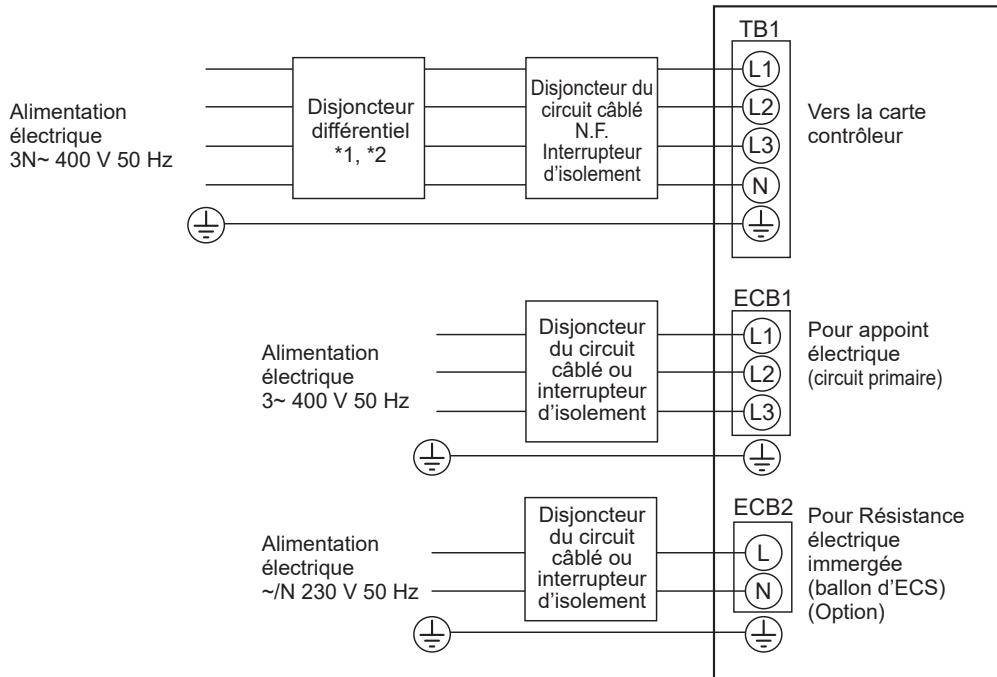 TB1
Alimentation
électrique
3N~ 400 V 50 Hz
Disjoncteur
différentiel
*1, *2
Disjoncteur du
circuit câblé
N.F.
Interrupteur
d’isolement
L1
L2
L3
N
Vers la carte
contrôleur
ECB1
Alimentation
électrique
3~ 400 V 50 Hz
Disjoncteur
du circuit
câblé ou
interrupteur
d’isolement
L1
L2
L3
Pour appoint
électrique
(circuit primaire)
ECB2
Alimentation
électrique
~/N 230 V 50 Hz
Disjoncteur
du circuit
câblé ou
interrupteur
d’isolement
L
N
Pour Résistance
électrique
immergée
(ballon d’ECS)
(Option)